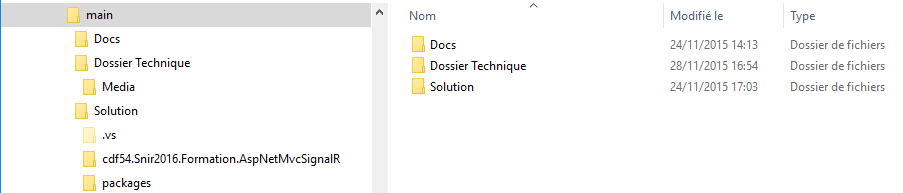 main
Docs
Dossier Technique
Media
Solution
.vs
cdf54.Snir2016.Formation.AspNetMvcSignalR
packages
Nom Modifié le Type
Docs 24/11/2015 14:13 Dossier de fichiers
Dossier Technique 28/11/2015 16:54 Dossier de fichiers
Solution 24/11/2015 17:03 Dossier de fichiers